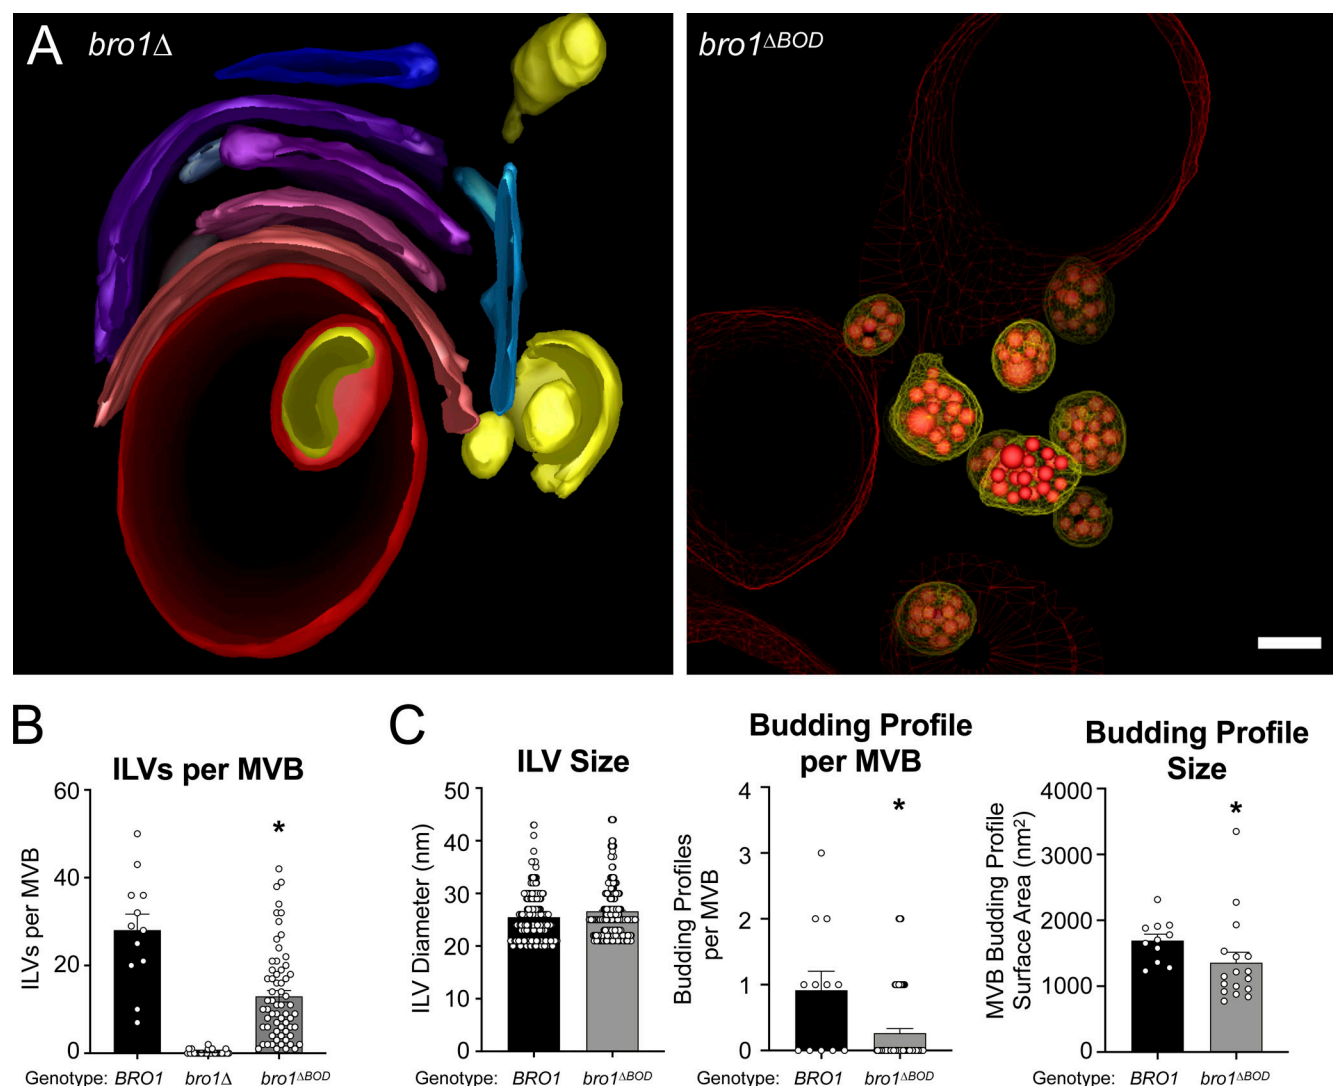 A
bro1Δ
bro1ΔBOD
B
ILVs per MVB
ILVs per MVB
60
40
20
0
Genotype: BRO1 bro1Δ bro1ΔBOD
*
C
ILV Size
ILV Diameter (nm)
50
40
30
20
10
0
Genotype: BRO1 bro1ΔBOD
Budding Profile
per MVB
Budding Profiles
per MVB
4
3
2
1
0
*
Genotype: BRO1 bro1ΔBOD
Budding Profile
Size
MVB Budding Profile
Surface Area (nm²)
4000
3000
2000
1000
0
*
Genotype: BRO1 bro1ΔBOD